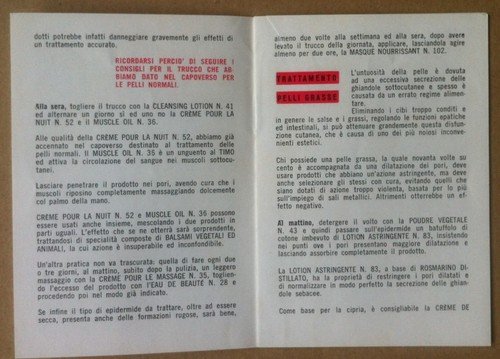 dotti potrebbe infatti danneggiare gravemente gli effetti di
un trattamento accurato.
RICORDARSI PERCIO' DI SEGUIRE I
CONSIGLI PER IL TRUCCO CHE AB-
BIAMO DATO NEL CAPOVERSO PER
LE PELLI NORMALI.
Alla sera, togliere il trucco con la CLEANSING LOTION N. 41
ed alternare un giorno sì ed uno no la CREME POUR LA
NUIT N. 52 e il MUSCLE OIL N. 36.
Alle qualità della CREME POUR LA NUIT N. 52, abbiamo già
accennato nel capoverso destinato al trattamento delle
pelli normali. Il MUSCLE OIL N. 36 è un unguento al TIMO
ed attiva la circolazione del sangue nei muscoli sottocu-
tanei.
Lasciare penetrare il prodotto nei pori, avendo cura che i
muscoli riposino completamente massaggiando dolcemente
col palmo della mano.
CREME POUR LA NUIT N. 52 e MUSCLE OIL N. 36 possono
essere usati anche insieme, mescolando i due prodotti in
parti uguali. L'effetto che se ne otterrà sarà sorprendente,
trattandosi di specialità composte di BALSAMI VEGETALI ED
ANIMALI, la cui azione è insuperabile ed inconfondibile.
Un'altra pratica non va trascurata: quella di fare ogni due
o tre giorni, al mattino, subito dopo la pulizia, un leggero
massaggio con la CREME POUR LE MASSAGE N. 35, toglien-
do l'eccesso del prodotto con l'EAU DE BEAUTÉ N. 28 e
procedendo poi nel modo già indicato.
Se infine il tipo di epidermide da trattare, oltre ad essere
secca, presenta anche delle formazioni rugose, sarà bene,
almeno due volte alla settimana ed alla sera, dopo avere
levato il trucco della giornata, applicare, lasciandola agire
almeno per due ore, la MASQUE NOURRISSANT N. 102.
TRATTAMENTO
PELLI GRASSE
L'untuosità della pelle è dovuta
ad una eccessiva secrezione delle
ghiandole sottocutanee e spesso è
causata da un errato regime alimen-
tare.
Eliminando i cibi troppo conditi e
in genere le salse e i grassi, regolando le funzioni epatiche
ed intestinali, si può attenuare grandemente questa disfun-
zione cutanea, che è causa di uno dei più noiosi inconve-
nienti estetici.
Chi possiede una pelle grassa, la quale novanta volte su
cento è accompagnata da una dilatazione dei pori, deve
usare prodotti che abbiano un'azione astringente, ma deve
anche selezionare gli stessi con cura, evitando quelli che
siano dotati di azione troppo violenta, basata per lo più
sull'impiego di sali metallici. Altrimenti otterrebbe un ef-
fetto negativo.
Al mattino, detergere il volto con la POUDRE VEGETALE
N. 43 e quindi passare sull'epidermide un batuffolo di
cotone imbevuto di LOTION ASTRINGENTE N. 83, insistendo
nei punti ove i pori presentano maggiore dilatazione e
lasciando assorbire completamente il prodotto.
La LOTION ASTRINGENTE N. 83, a base di ROSMARINO DI-
STILLATO, ha la proprietà di restringere i pori dilatati e
di normalizzare in modo perfetto la secrezione delle ghian-
dole sebacee.
Come base per la cipria, è consigliabile la CREME DE